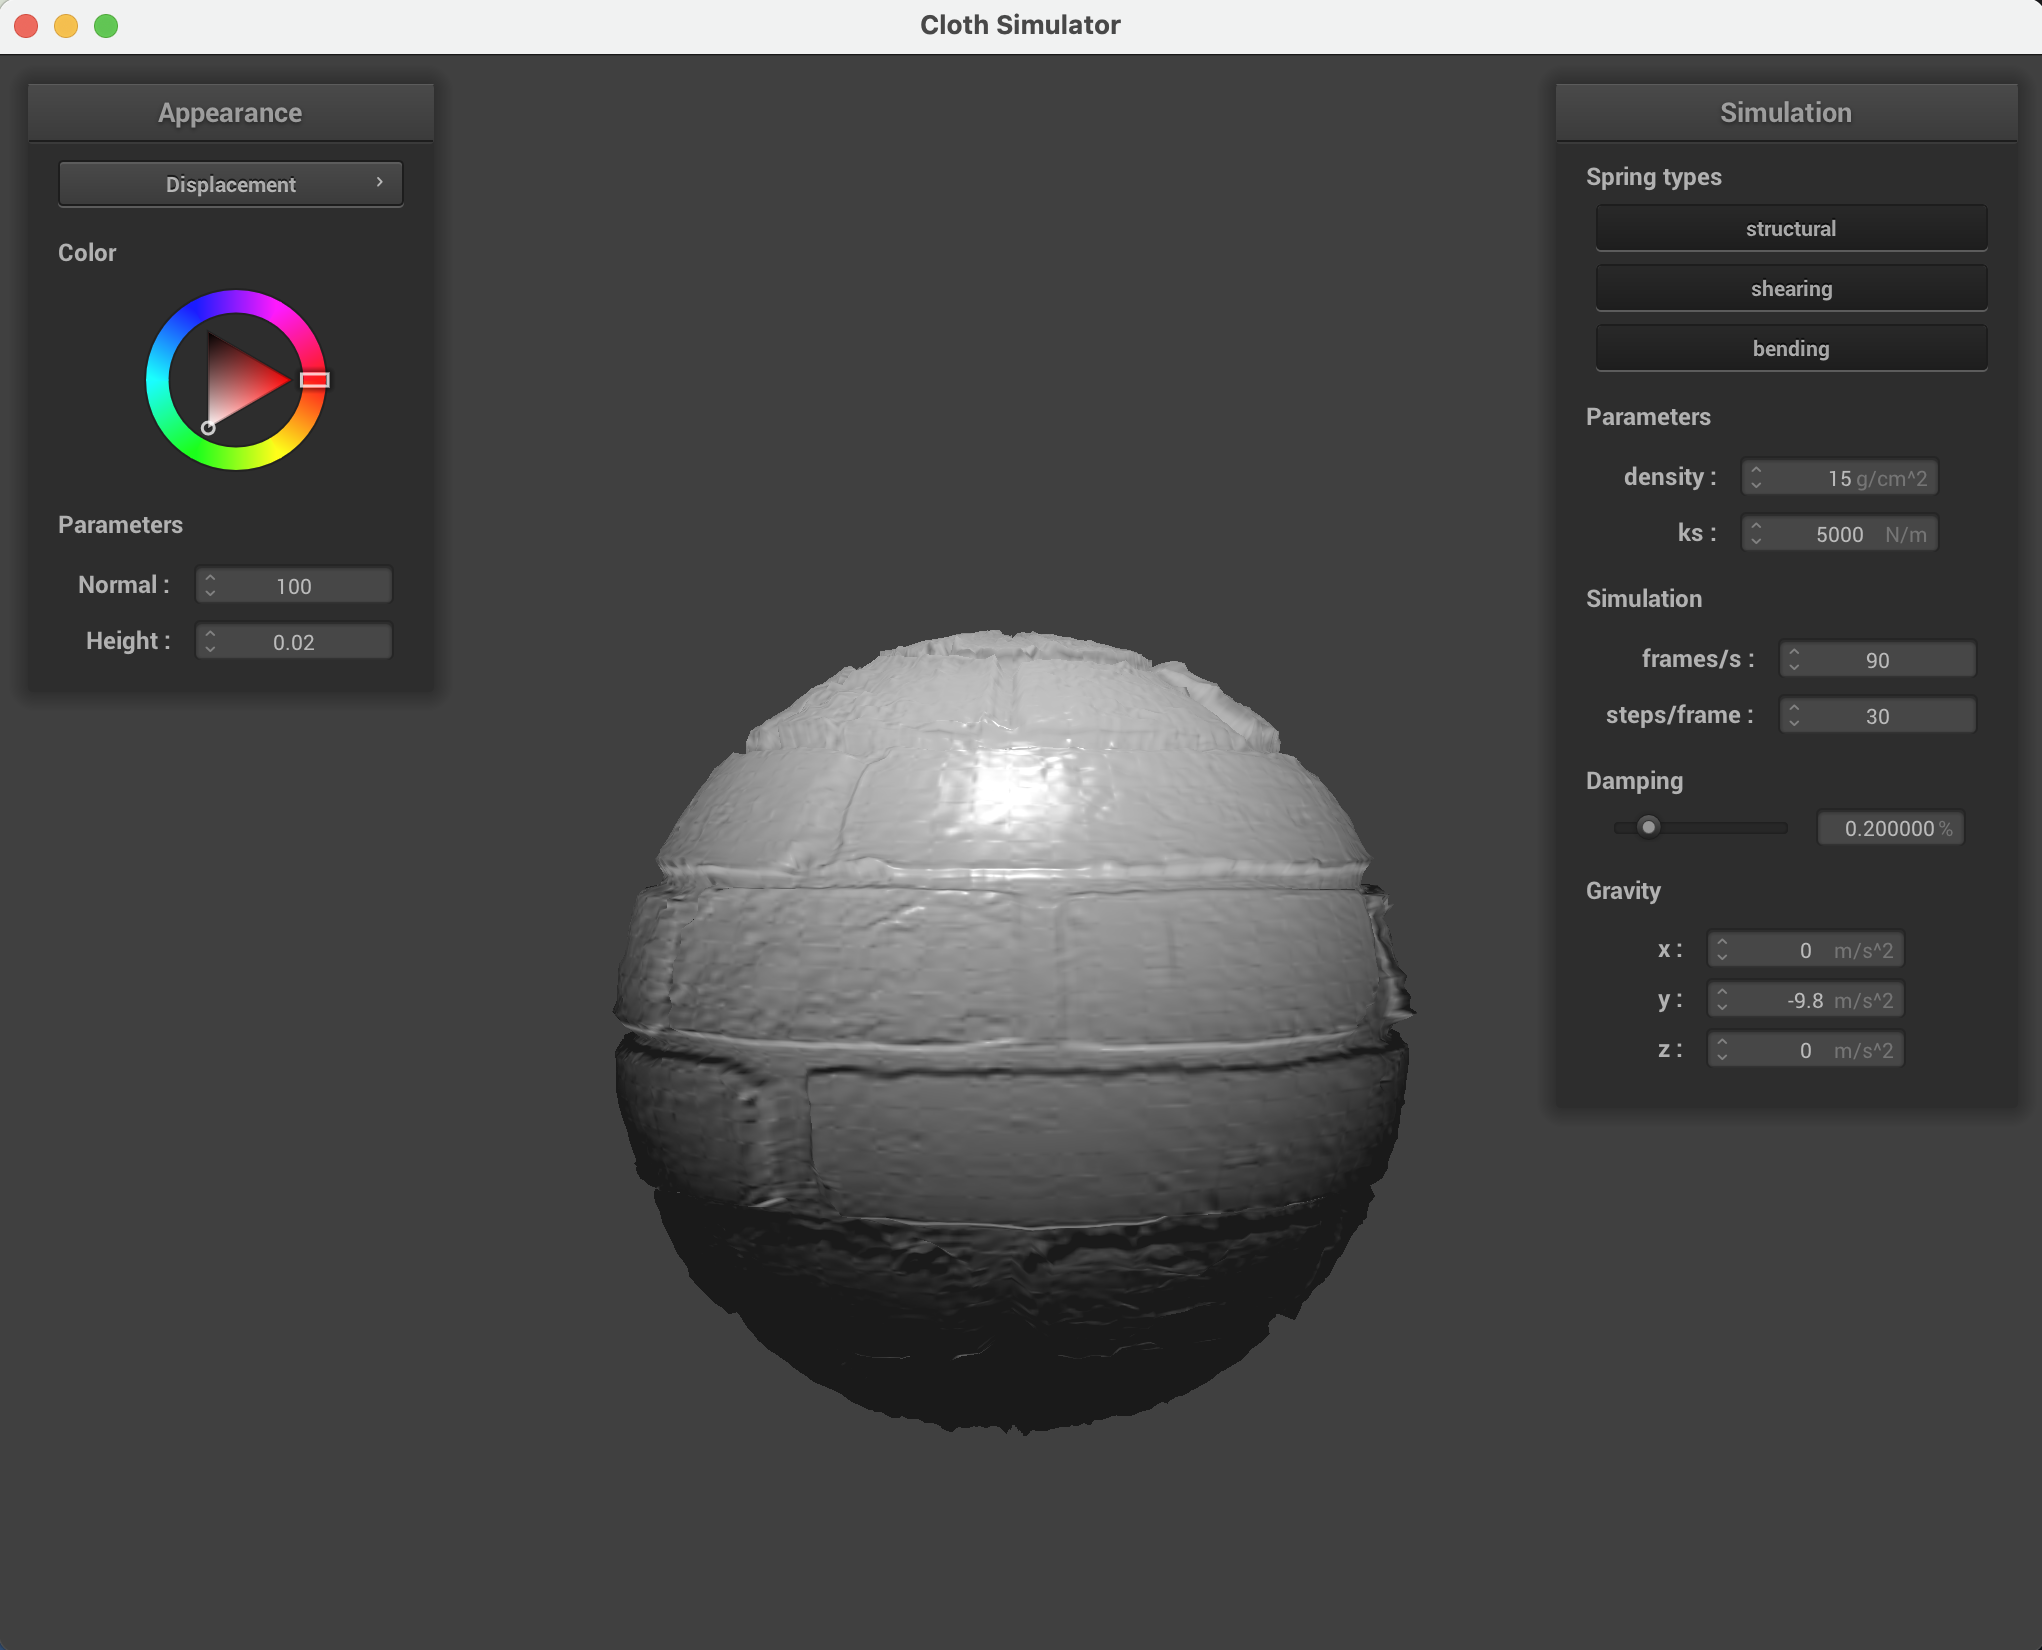 Cloth Simulator
Appearance
Displacement
Color
Parameters
Normal : 100
Height : 0.02
Simulation
Spring types
structural
shearing
bending
Parameters
density : 15 g/cm^2
ks : 5000 N/m
Simulation
frames/s : 90
steps/frame : 30
Damping
0.200000 %
Gravity
x : 0 m/s^2
y : -9.8 m/s^2
z : 0 m/s^2